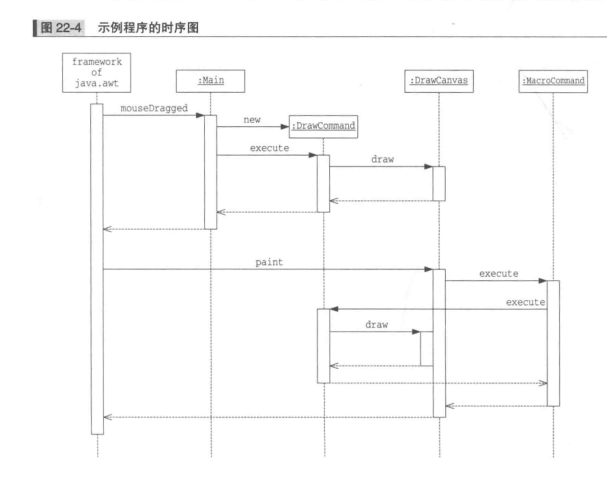 图 22-4 示例程序的时序图
framework
of
java.awt
:Main
:DrawCanvas
:MacroCommand
mouseDragged
new
:DrawCommand
execute
draw
paint
execute
execute
draw